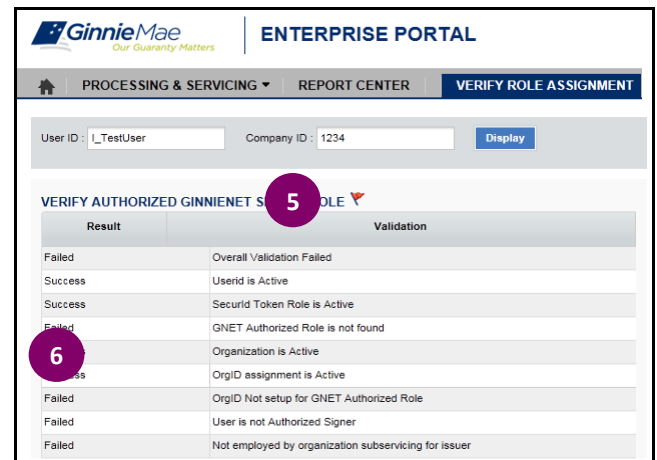 GinnieMae
Our Guaranty Matters
ENTERPRISE PORTAL
PROCESSING & SERVICING REPORT CENTER VERIFY ROLE ASSIGNMENT
User ID : I_TestUser Company ID : 1234 Display
VERIFY AUTHORIZED GINNIENET 5 OLE
Result Validation
Failed Overall Validation Failed
Success Userid is Active
Success SecurId Token Role is Active
Failed GNET Authorized Role is not found
6 Organization is Active
OrgID assignment is Active
Failed OrgID Not setup for GNET Authorized Role
Failed User is not Authorized Signer
Failed Not employed by organization subservicing for issuer